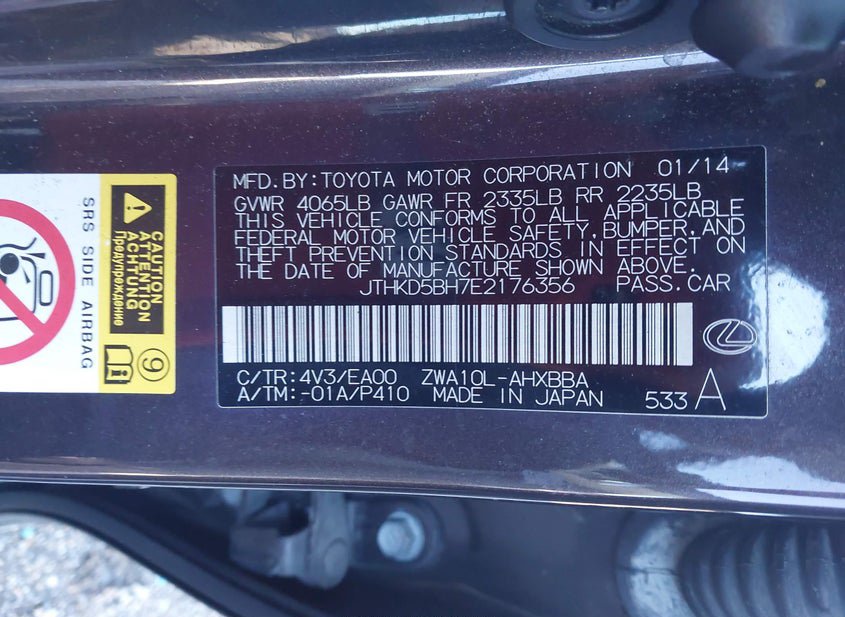 MFD.BY:TOYOTA MOTOR CORPORATION 01/14
GVWR 4065LB GAWR FR 2335LB RR 2235LB
THIS VEHICLE CONFORMS TO ALL APPLICABLE
FEDERAL MOTOR VEHICLE SAFETY,BUMPER,AND
THEFT PREVENTION STANDARDS IN EFFECT ON
THE DATE OF MANUFACTURE SHOWN ABOVE.
JTHKD5BH7E2176356 PASS.CAR
C/TR:4V3/EA00 ZWA10L-AHXBBA
A/TM:-01A/P410 MADE IN JAPAN 533 A
SRS SIDE AIRBAG
CAUTION
ATTENTION
ACHTUNG
Предупреждение
9